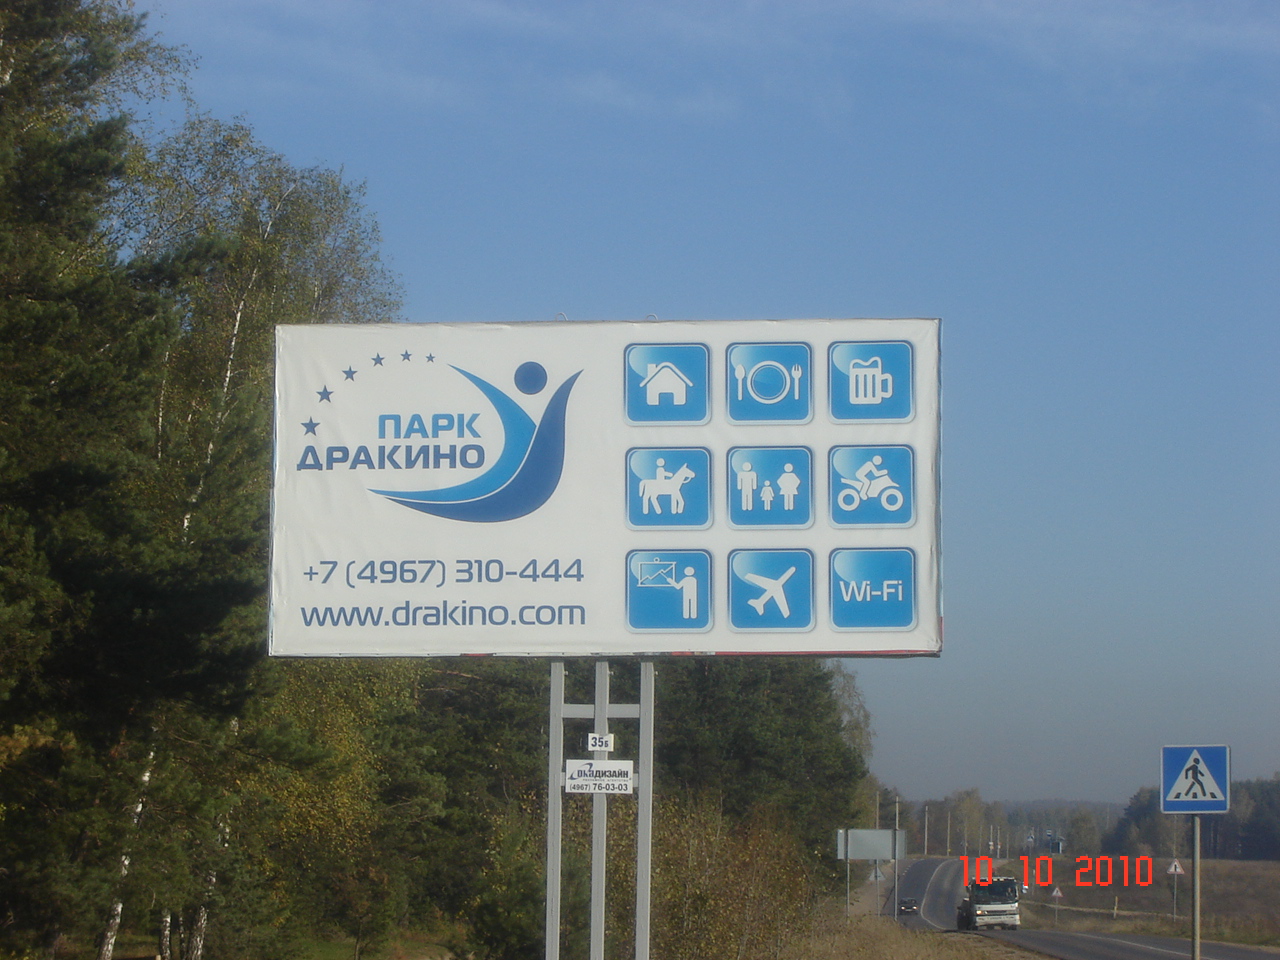 ПАРК
ДРАКИНО
+7 (4967) 310-444
www.drakino.com
Wi-Fi
35Б
ОКАДИЗАЙН
(4967) 76-03-03
10 10 2010